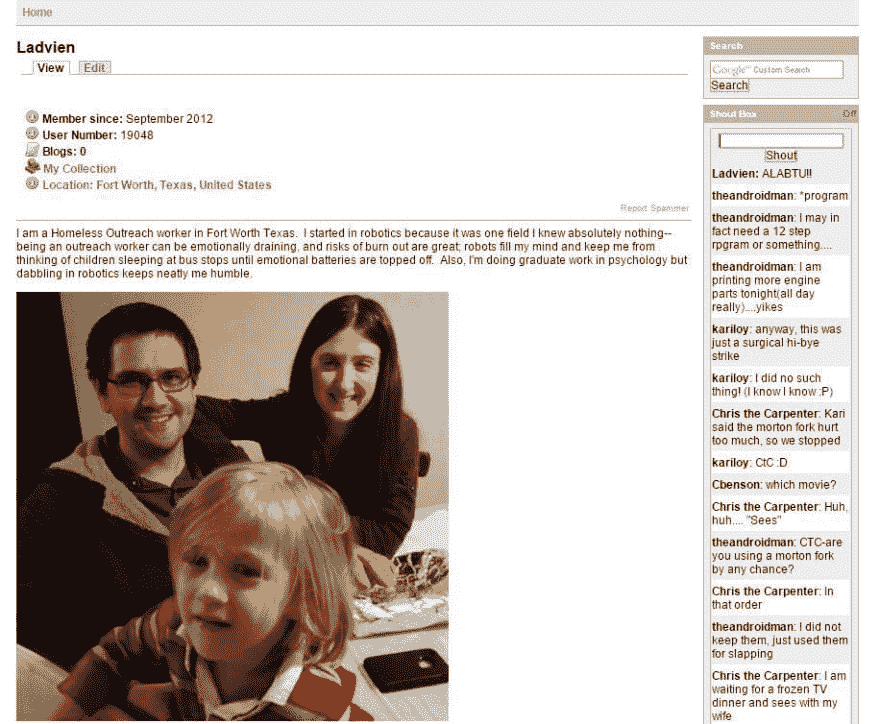 Home
Ladvien
View Edit
Member since: September 2012
User Number: 19048
Blogs: 0
My Collection
Location: Fort Worth, Texas, United States
Report Spammer
I am a Homeless Outreach worker in Fort Worth Texas.  I started in robotics because it was one field I knew absolutely nothing--
being an outreach worker can be emotionally draining, and risks of burn out are great; robots fill my mind and keep me from
thinking of children sleeping at bus stops until emotional batteries are topped off.  Also, I'm doing graduate work in psychology but
dabbling in robotics keeps neatly me humble.
Search
Google™ Custom Search
Search
Shout Box Off
Shout
Ladvien: ALABTU!!
theandroidman: *program
theandroidman: I may in
fact need a 12 step
rpgram or something....
theandroidman: I am
printing more engine
parts tonight(all day
really)....yikes
kariloy: anyway, this was
just a surgical hi-bye
strike
kariloy: I did no such
thing! (I know I know :P)
Chris the Carpenter: Kari
said the morton fork hurt
too much, so we stopped
kariloy: CtC :D
Cbenson: which movie?
Chris the Carpenter: Huh,
huh.... "Sees"
theandroidman: CTC-are
you using a morton fork
by any chance?
Chris the Carpenter: In
that order
theandroidman: I did not
keep them, just used them
for slapping
Chris the Carpenter: I am
waiting for a frozen TV
dinner and sees with my
wife